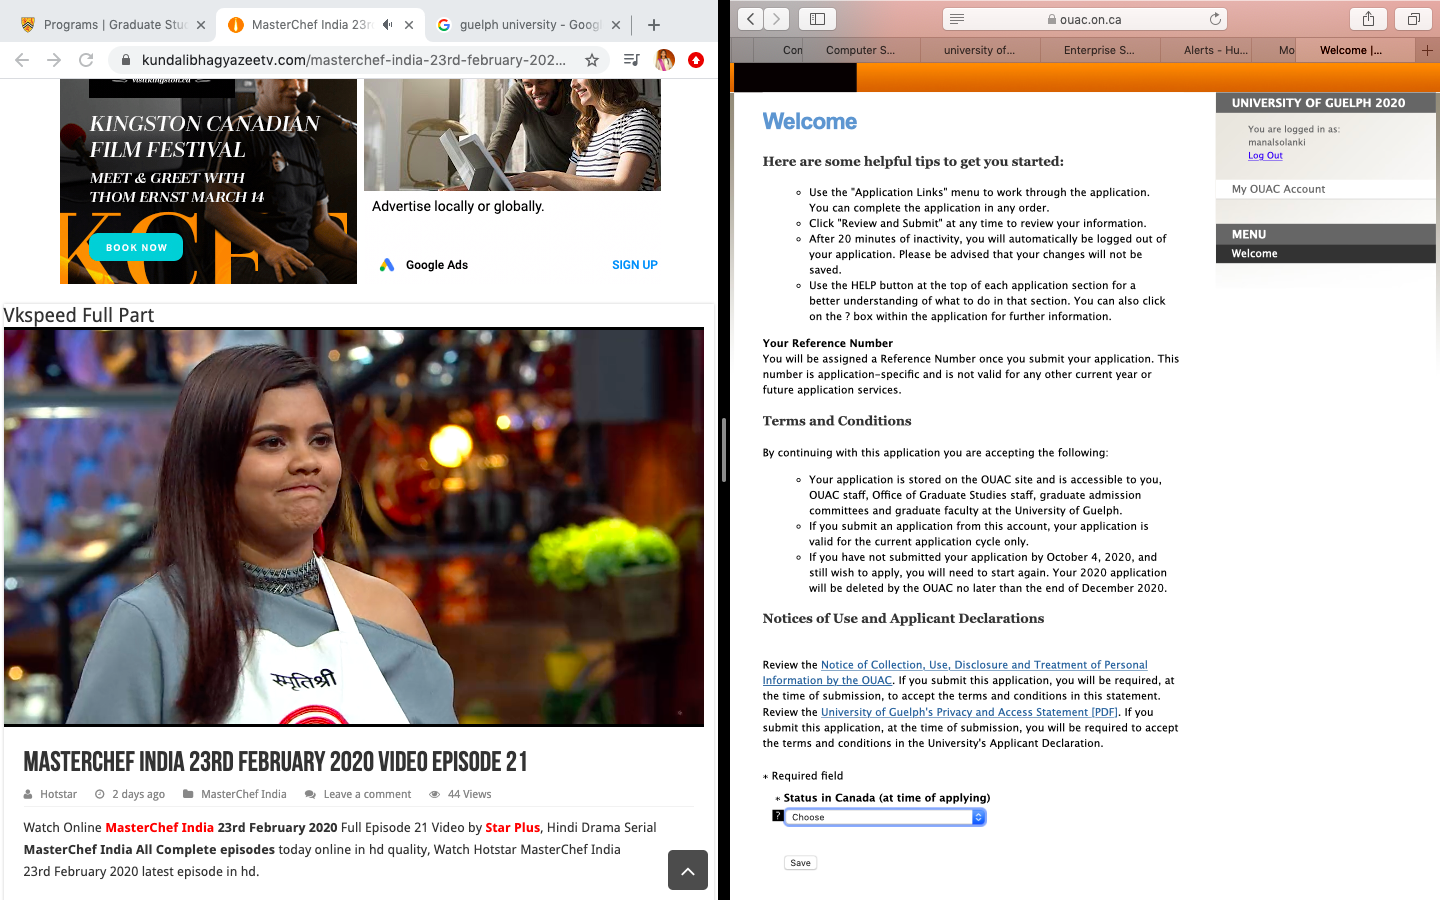 Programs | Graduate Stu
MasterChef India 23r
guelph university - Goog
kundalibhagyazeetv.com/masterchef-india-23rd-february-202...
visitkingston.ca
KINGSTON CANADIAN
FILM FESTIVAL
MEET & GREET WITH
THOM ERNST MARCH 14
KCFF
BOOK NOW
Advertise locally or globally.
Google Ads
SIGN UP
Vkspeed Full Part
स्मृतिश्री
MASTERCHEF INDIA 23RD FEBRUARY 2020 VIDEO EPISODE 21
Hotstar 2 days ago MasterChef India Leave a comment 44 Views
Watch Online MasterChef India 23rd February 2020 Full Episode 21 Video by Star Plus, Hindi Drama Serial
MasterChef India All Complete episodes today online in hd quality, Watch Hotstar MasterChef India
23rd February 2020 latest episode in hd.
ouac.on.ca
Con
Computer S...
university of...
Enterprise S...
Alerts - Hu...
Mo
Welcome |...
Welcome
Here are some helpful tips to get you started:
Use the "Application Links" menu to work through the application.
You can complete the application in any order.
Click "Review and Submit" at any time to review your information.
After 20 minutes of inactivity, you will automatically be logged out of
your application. Please be advised that your changes will not be
saved.
Use the HELP button at the top of each application section for a
better understanding of what to do in that section. You can also click
on the ? box within the application for further information.
Your Reference Number
You will be assigned a Reference Number once you submit your application. This
number is application-specific and is not valid for any other current year or
future application services.
Terms and Conditions
By continuing with this application you are accepting the following:
Your application is stored on the OUAC site and is accessible to you,
OUAC staff, Office of Graduate Studies staff, graduate admission
committees and graduate faculty at the University of Guelph.
If you submit an application from this account, your application is
valid for the current application cycle only.
If you have not submitted your application by October 4, 2020, and
still wish to apply, you will need to start again. Your 2020 application
will be deleted by the OUAC no later than the end of December 2020.
Notices of Use and Applicant Declarations
Review the Notice of Collection, Use, Disclosure and Treatment of Personal
Information by the OUAC. If you submit this application, you will be required, at
the time of submission, to accept the terms and conditions in this statement.
Review the University of Guelph's Privacy and Access Statement [PDF]. If you
submit this application, at the time of submission, you will be required to accept
the terms and conditions in the University's Applicant Declaration.
* Required field
* Status in Canada (at time of applying)
? Choose
Save
UNIVERSITY OF GUELPH 2020
You are logged in as:
manalsolanki
Log Out
My OUAC Account
MENU
Welcome